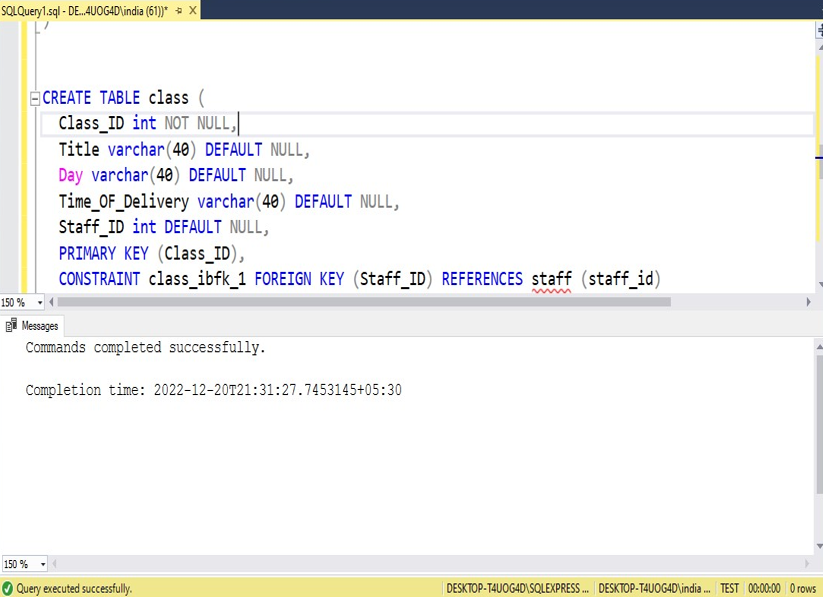 SQLQuery1.sql - DE...4UOG4D\india (61))* X
)
CREATE TABLE class (
Class_ID int NOT NULL,
Title varchar(40) DEFAULT NULL,
Day varchar(40) DEFAULT NULL,
Time_OF_Delivery varchar(40) DEFAULT NULL,
Staff_ID int DEFAULT NULL,
PRIMARY KEY (Class_ID),
CONSTRAINT class_ibfk_1 FOREIGN KEY (Staff_ID) REFERENCES staff (staff_id)
150 %
Messages
Commands completed successfully.
Completion time: 2022-12-20T21:31:27.7453145+05:30
150 %
Query executed successfully. DESKTOP-T4UOG4D\SQLEXPRESS ... DESKTOP-T4UOG4D\india ... TEST 00:00:00 0 rows